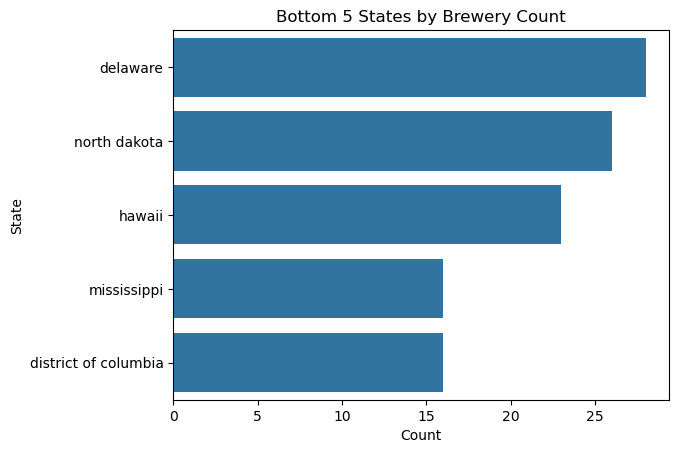 Bottom 5 States by Brewery Count
delaware
north dakota
hawaii
mississippi
district of columbia
State
0 5 10 15 20 25
Count